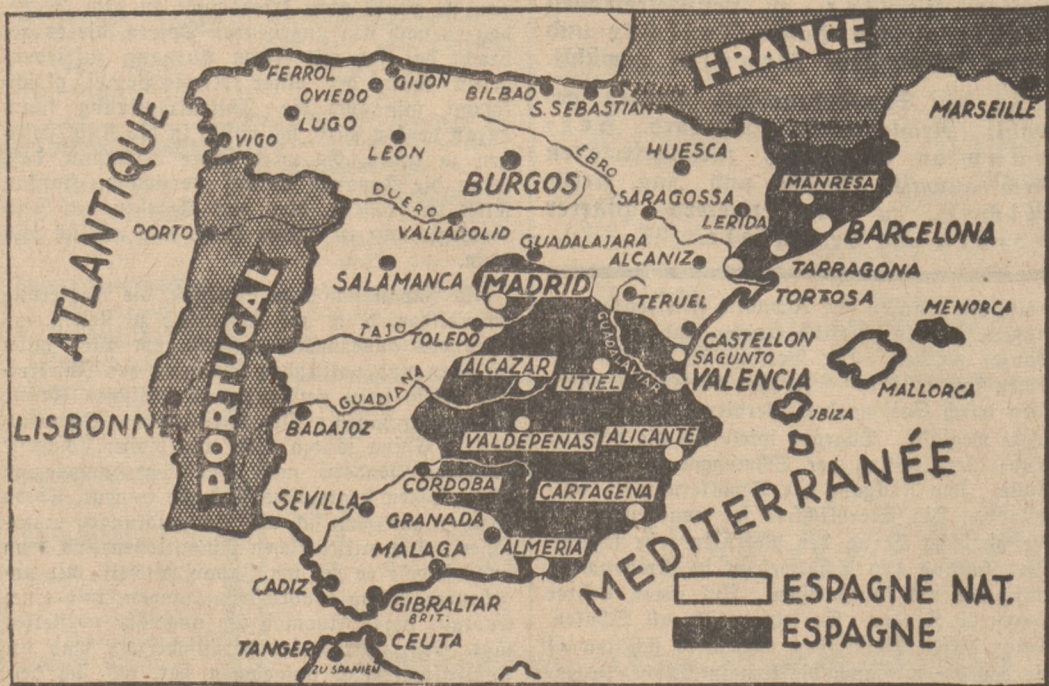 FRANCE
MARSEILLE
FERROL
GIJON
OVIEDO
BILBAO
S. SEBASTIAN
IRUN
LUGO
VIGO
LEON
HUESCA
EBRO
BURGOS
MANRESA
SARAGOSSA
LERIDA
DUERO
VALLADOLID
PORTO
BARCELONA
GUADALAJARA
ALCANIZ
TARRAGONA
SALAMANCA
MADRID
TERUEL
TORTOSA
MENORCA
ATLANTIQUE
PORTUGAL
TAJO
TOLEDO
GUADALAVIAR
CASTELLON
SAGUNTO
ALCAZAR
UTIEL
VALENCIA
MALLORCA
GUADIANA
JBIZA
LISBONNE
BADAJOZ
VALDEPENAS
ALICANTE
MEDITERRANÉE
CORDOBA
CARTAGENA
SEVILLA
GRANADA
MALAGA
ALMERIA
CADIZ
GIBRALTAR
BRIT.
CEUTA
TANGER
ZU SPANIEN
ESPAGNE NAT.
ESPAGNE